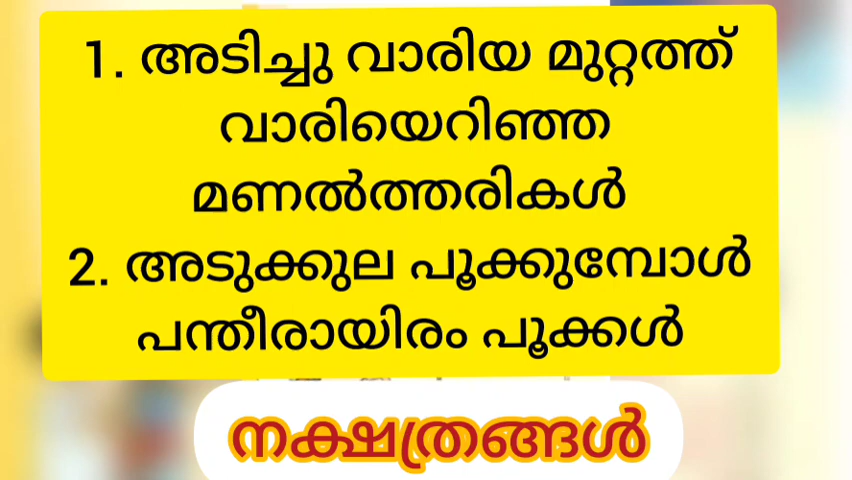 1. അടിച്ചു വാരിയ മുറ്റത്ത്
വാരിയെറിഞ്ഞ
മണൽത്തരികൾ
2. അടുക്കുല പൂക്കുമ്പോൾ
പന്തീരായിരം പൂക്കൾ
നക്ഷത്രങ്ങൾ